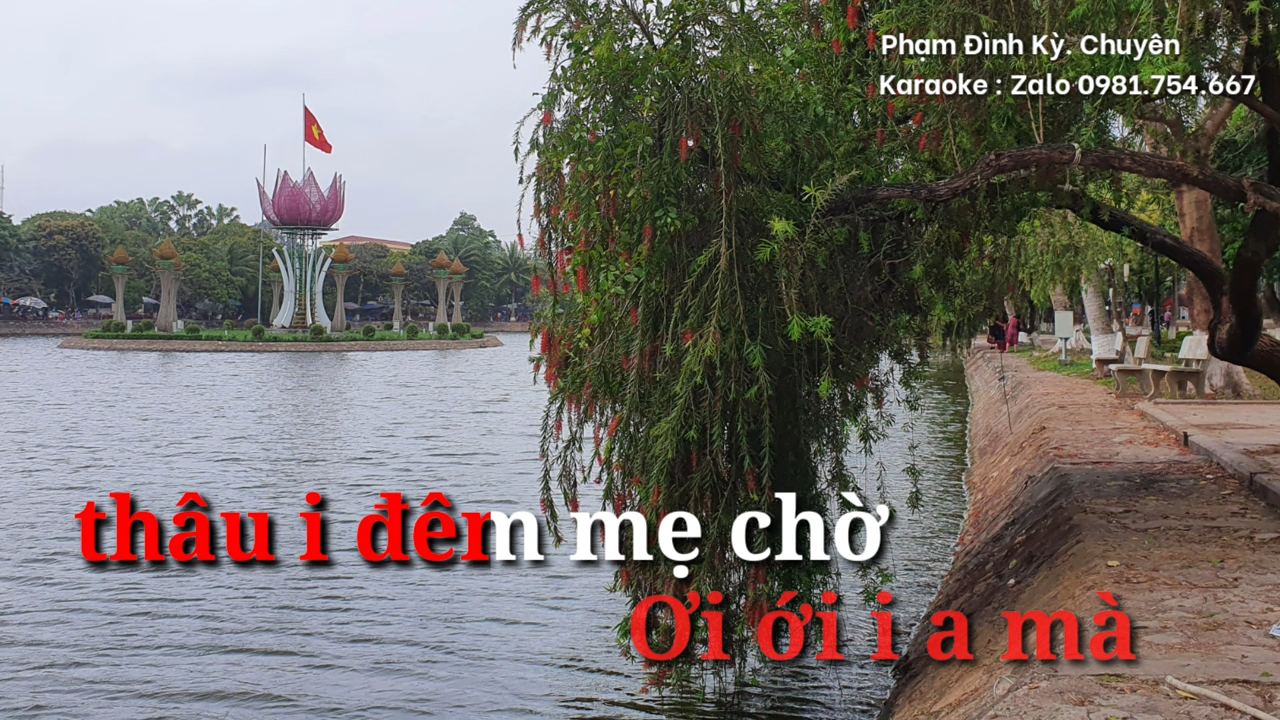 Phạm Đình Kỳ. Chuyên
Karaoke : Zalo 0981.754.667
thâu i đêm mẹ chờ
Ơi ới i a mà